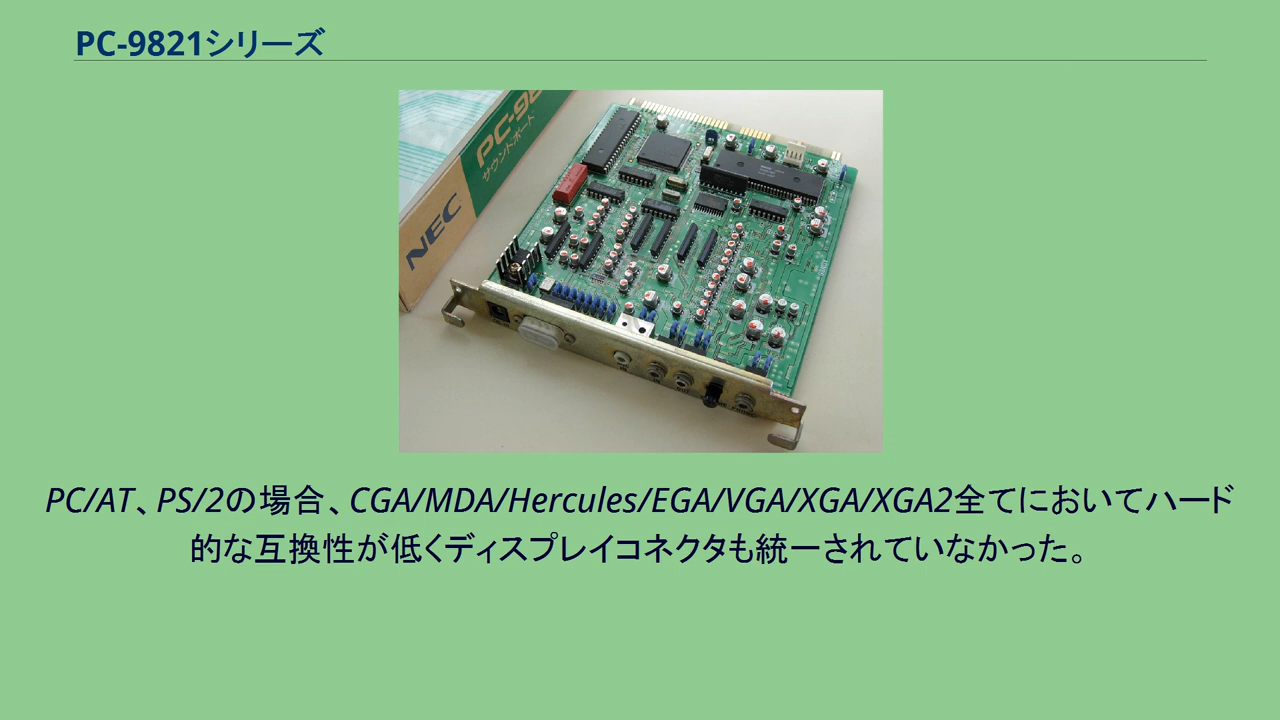 PC-9821シリーズ
PC-98
サウンドボード
NEC
PC/AT、PS/2の場合、CGA/MDA/Hercules/EGA/VGA/XGA/XGA2全てにおいてハード
的な互換性が低くディスプレイコネクタも統一されていなかった。